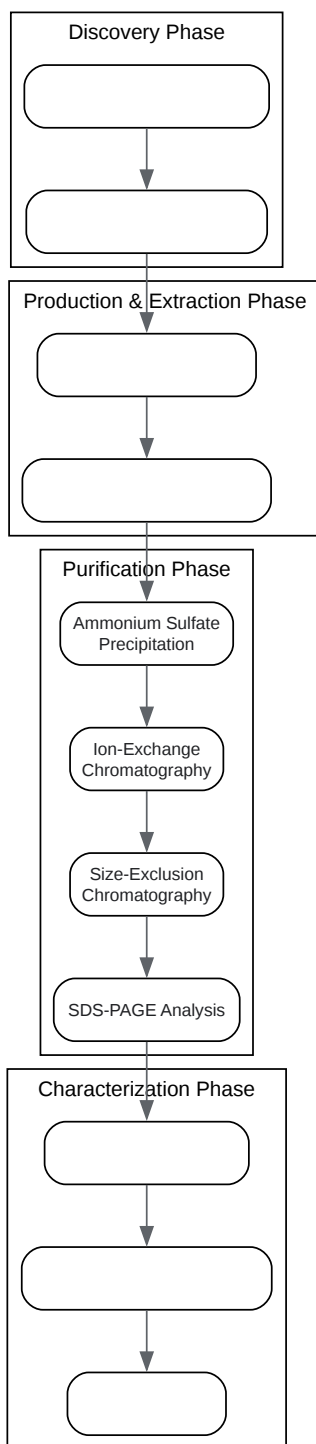 Discovery Phase
Production & Extraction Phase
Purification Phase
Ammonium Sulfate
Precipitation
Ion-Exchange
Chromatography
Size-Exclusion
Chromatography
SDS-PAGE Analysis
Characterization Phase